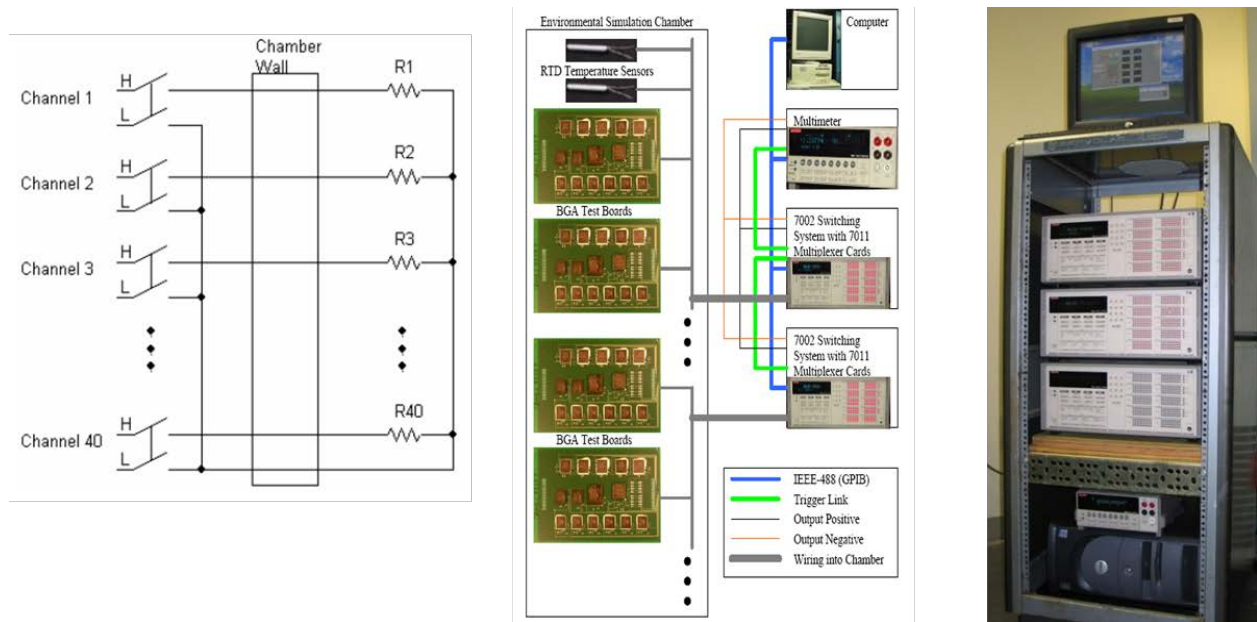 Chamber
Wall
Channel 1
H
L
R1
Channel 2
H
L
R2
Channel 3
H
L
R3
Channel 40
H
L
R40
Environmental Simulation Chamber
RTD Temperature Sensors
BGA Test Boards
BGA Test Boards
Computer
Multimeter
7002 Switching
System with 7011
Multiplexer Cards
7002 Switching
System with 7011
Multiplexer Cards
IEEE-488 (GPIB)
Trigger Link
Output Positive
Output Negative
Wiring into Chamber